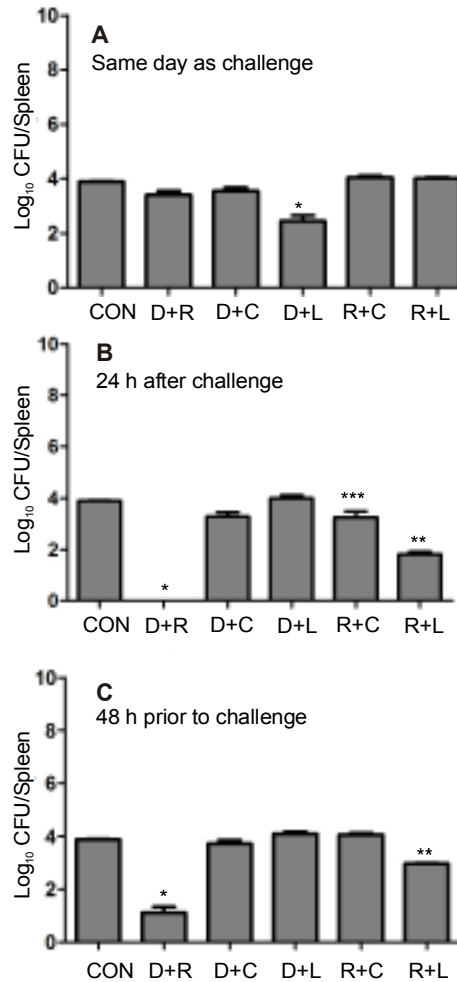 A
Same day as challenge
Log₁₀ CFU/Spleen
10
8
6
4
2
0
*
CON D+R D+C D+L R+C R+L
B
24 h after challenge
Log₁₀ CFU/Spleen
10
8
6
4
2
0
* *** **
CON D+R D+C D+L R+C R+L
C
48 h prior to challenge
Log₁₀ CFU/Spleen
10
8
6
4
2
0
* **
CON D+R D+C D+L R+C R+L